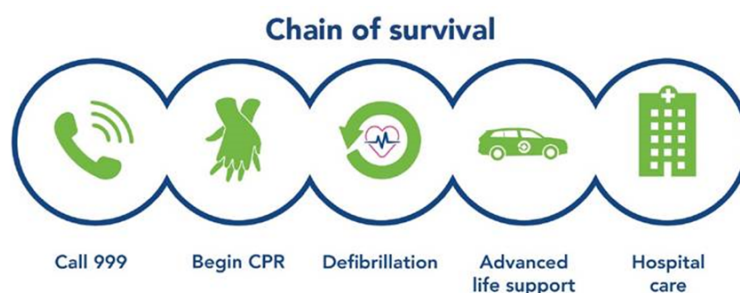 Chain of survival
Call 999
Begin CPR
Defibrillation
Advanced
life support
Hospital
care